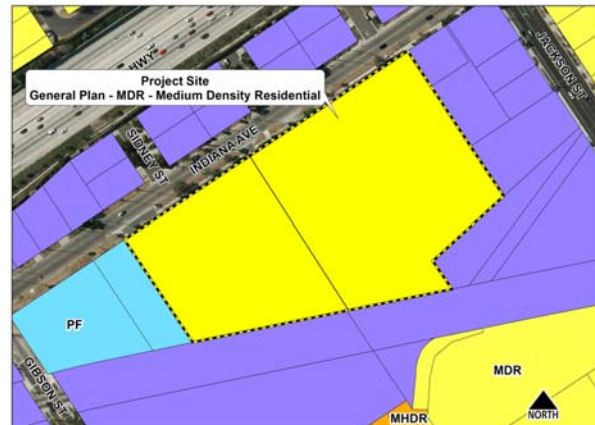 HWY
JACKSON ST
Project Site
General Plan - MDR - Medium Density Residential
SIDNEY ST
INDIANA AVE
PF
GIBSON ST
MDR
MHDR
NORTH